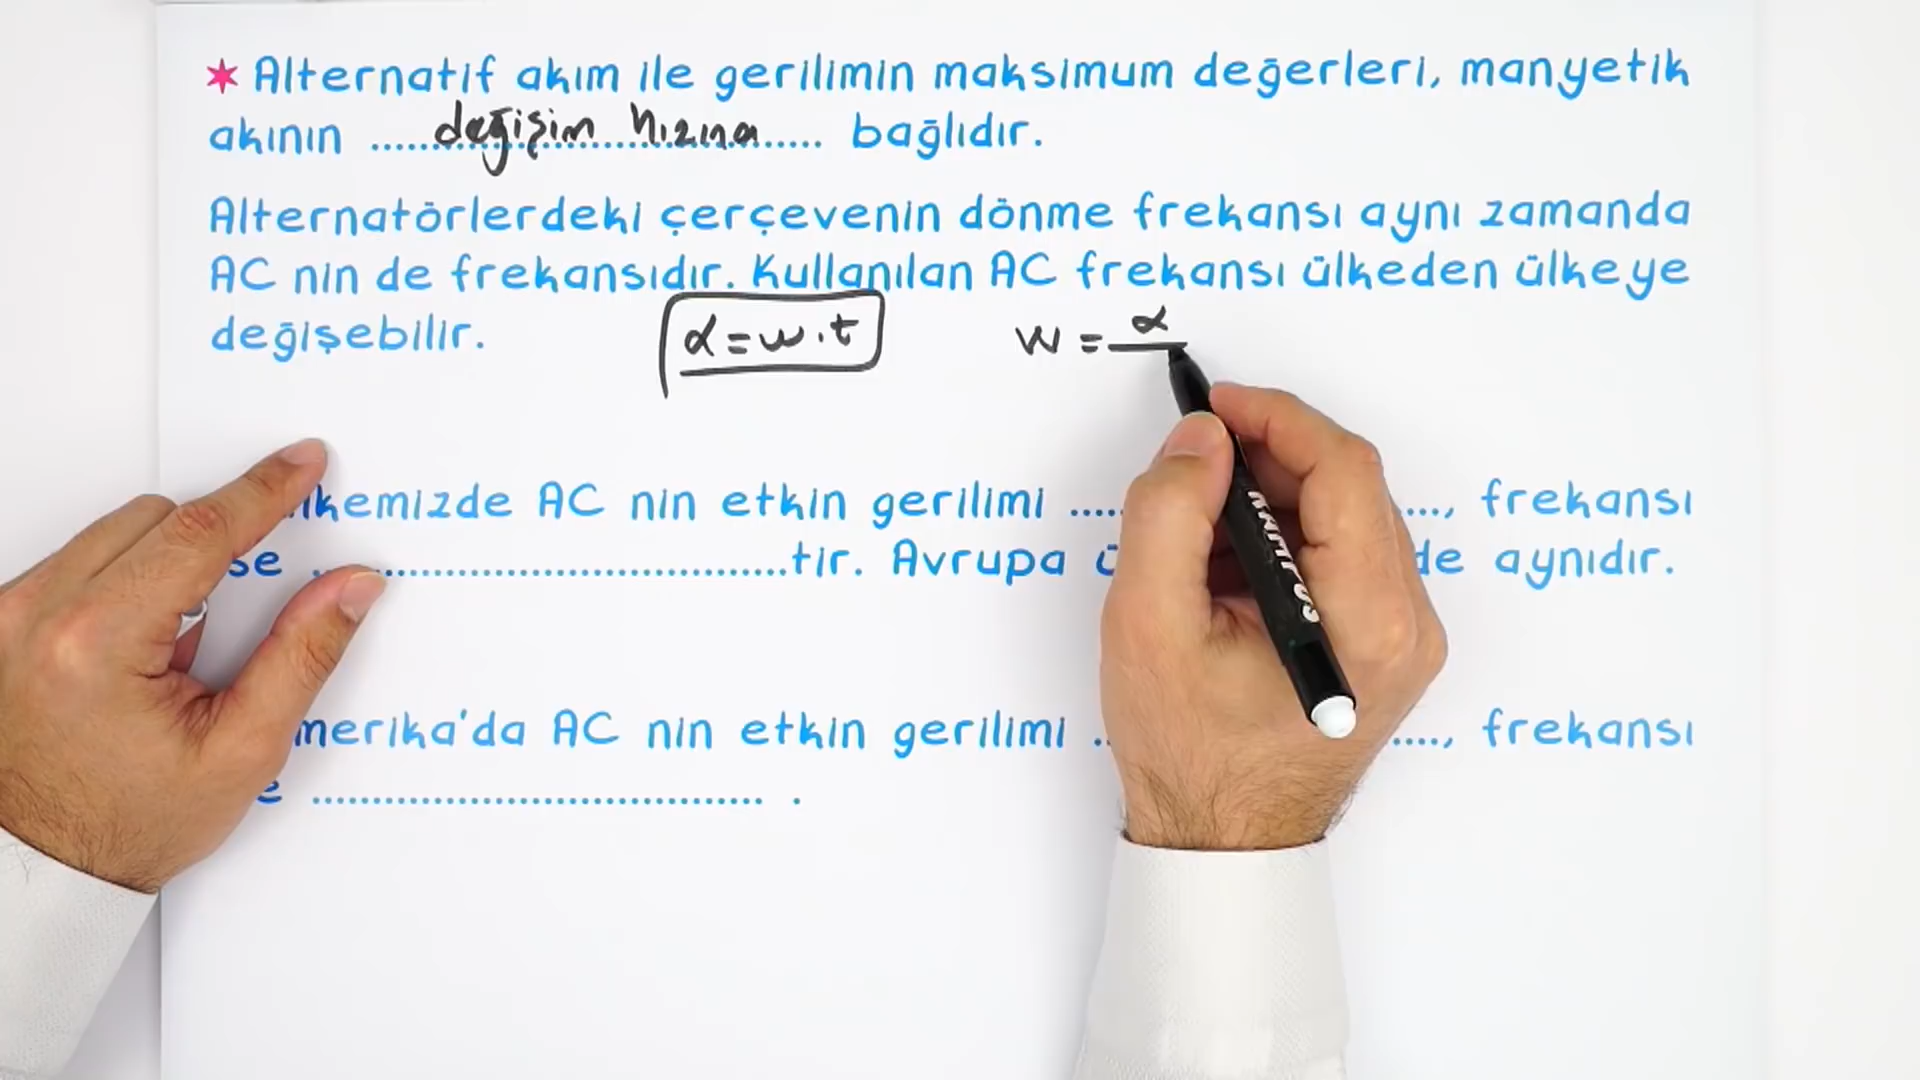 ✶ Alternatif akım ile gerilimin maksimum değerleri, manyetik
akının .....değişim hızına..... bağlıdır.
Alternatörlerdeki çerçevenin dönme frekansı aynı zamanda
AC nin de frekansıdır. Kullanılan AC frekansı ülkeden ülkeye
değişebilir.
α = w.t
w = α
lkemizde AC nin etkin gerilimi ........, frekansı
se ........................tir. Avrupa de aynıdır.
merika'da AC nin etkin gerilimi ........, frekansı
e ........................ .
KAMPÜS